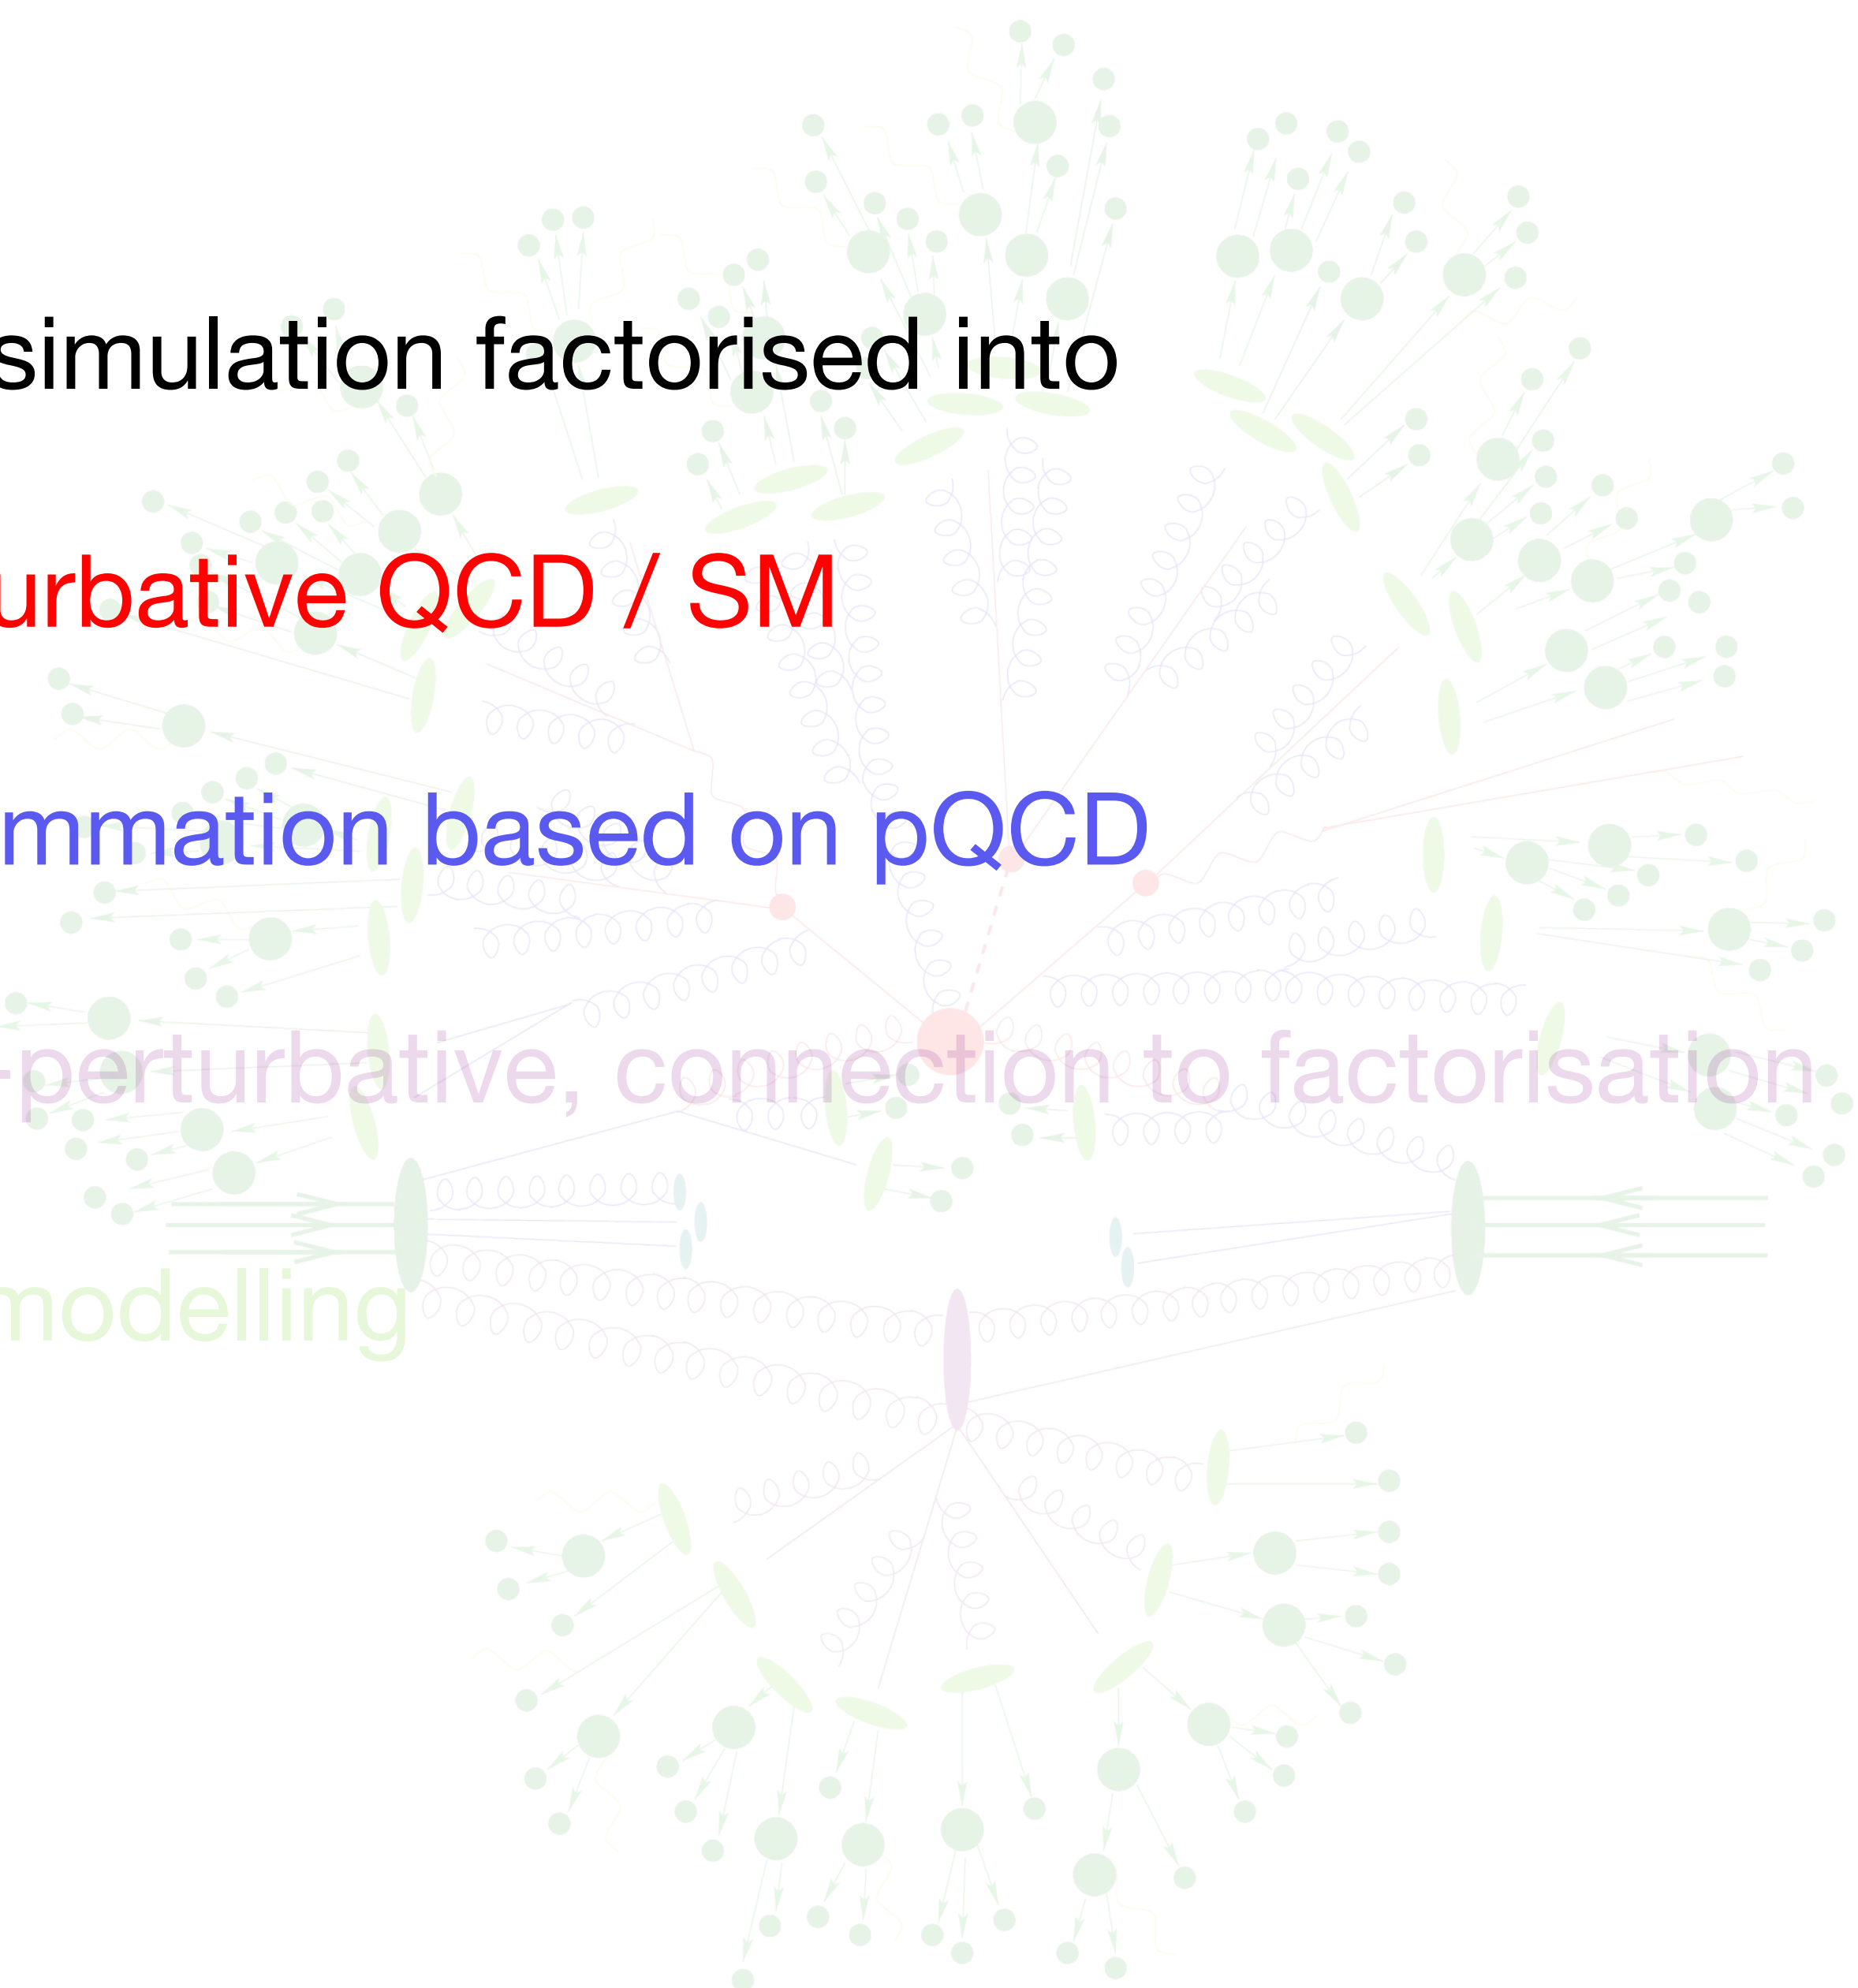 simulation factorised into
urbative QCD / SM
mmation based on pQCD
-perturbative, connection to factorisation
modelling